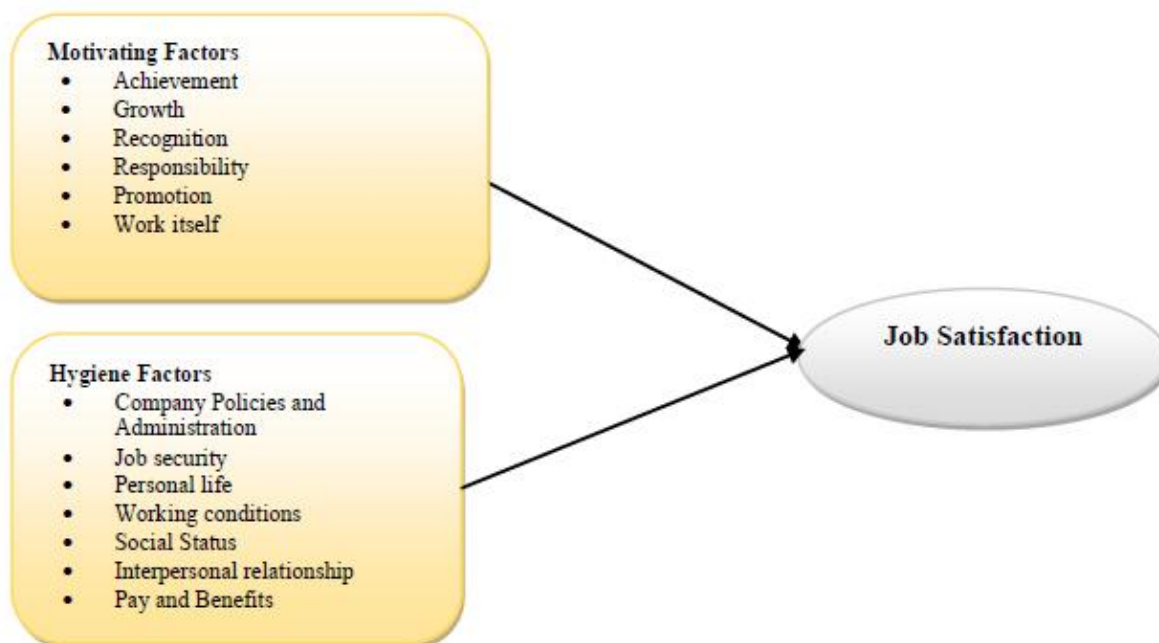 Motivating Factors
• Achievement
• Growth
• Recognition
• Responsibility
• Promotion
• Work itself
Job Satisfaction
Hygiene Factors
• Company Policies and
Administration
• Job security
• Personal life
• Working conditions
• Social Status
• Interpersonal relationship
• Pay and Benefits